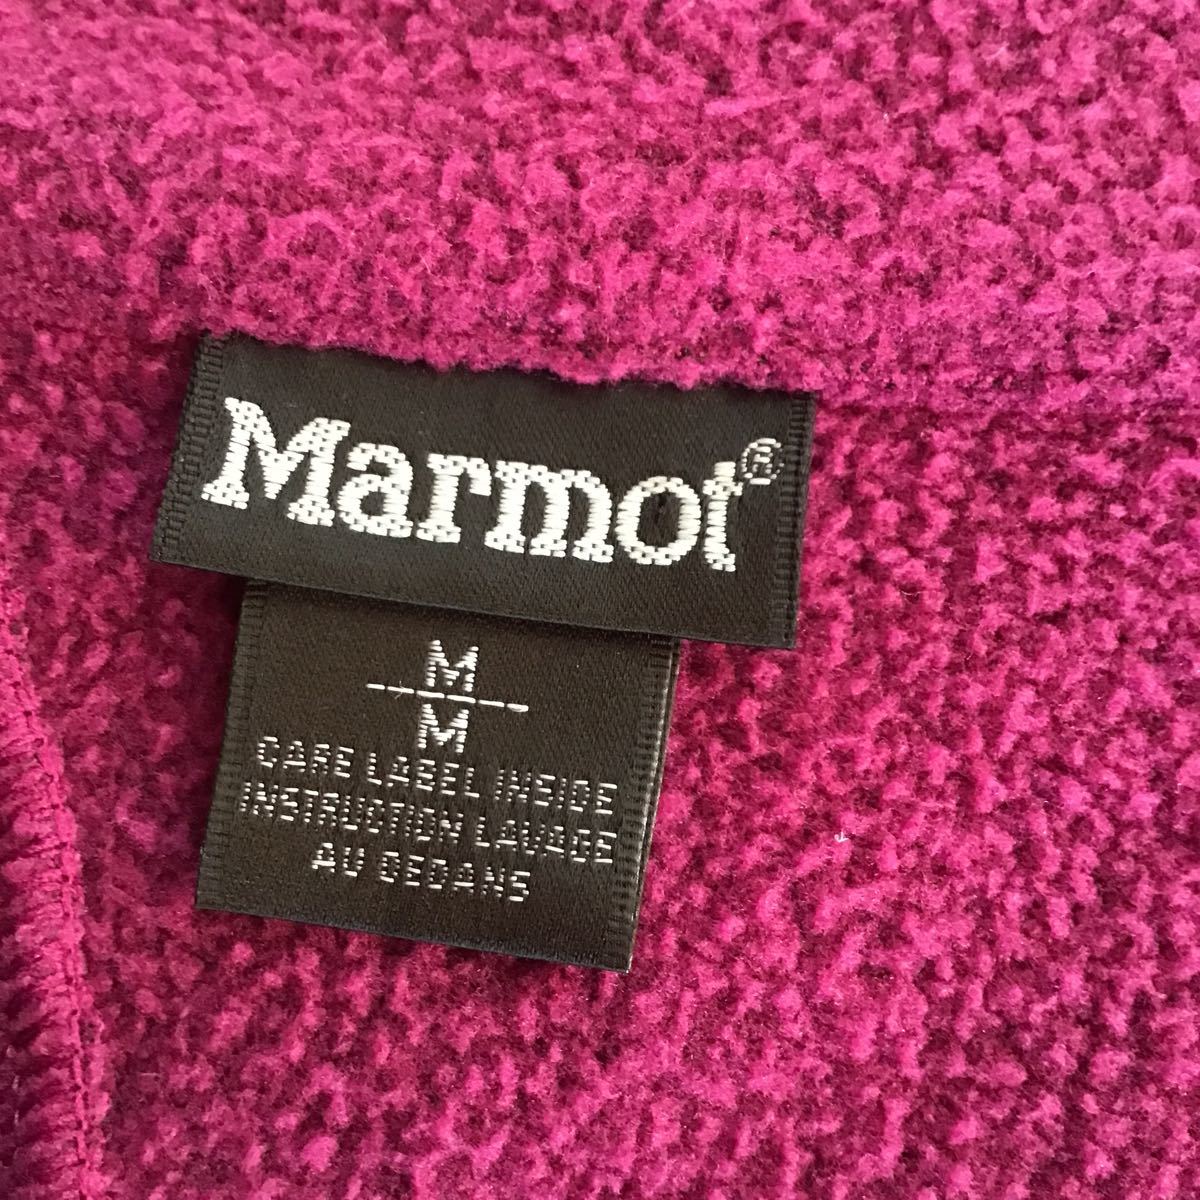 Marmot®
M
M
CARE LABEL INSIDE
INSTRUCTION LAVAGE
AU DEDANS